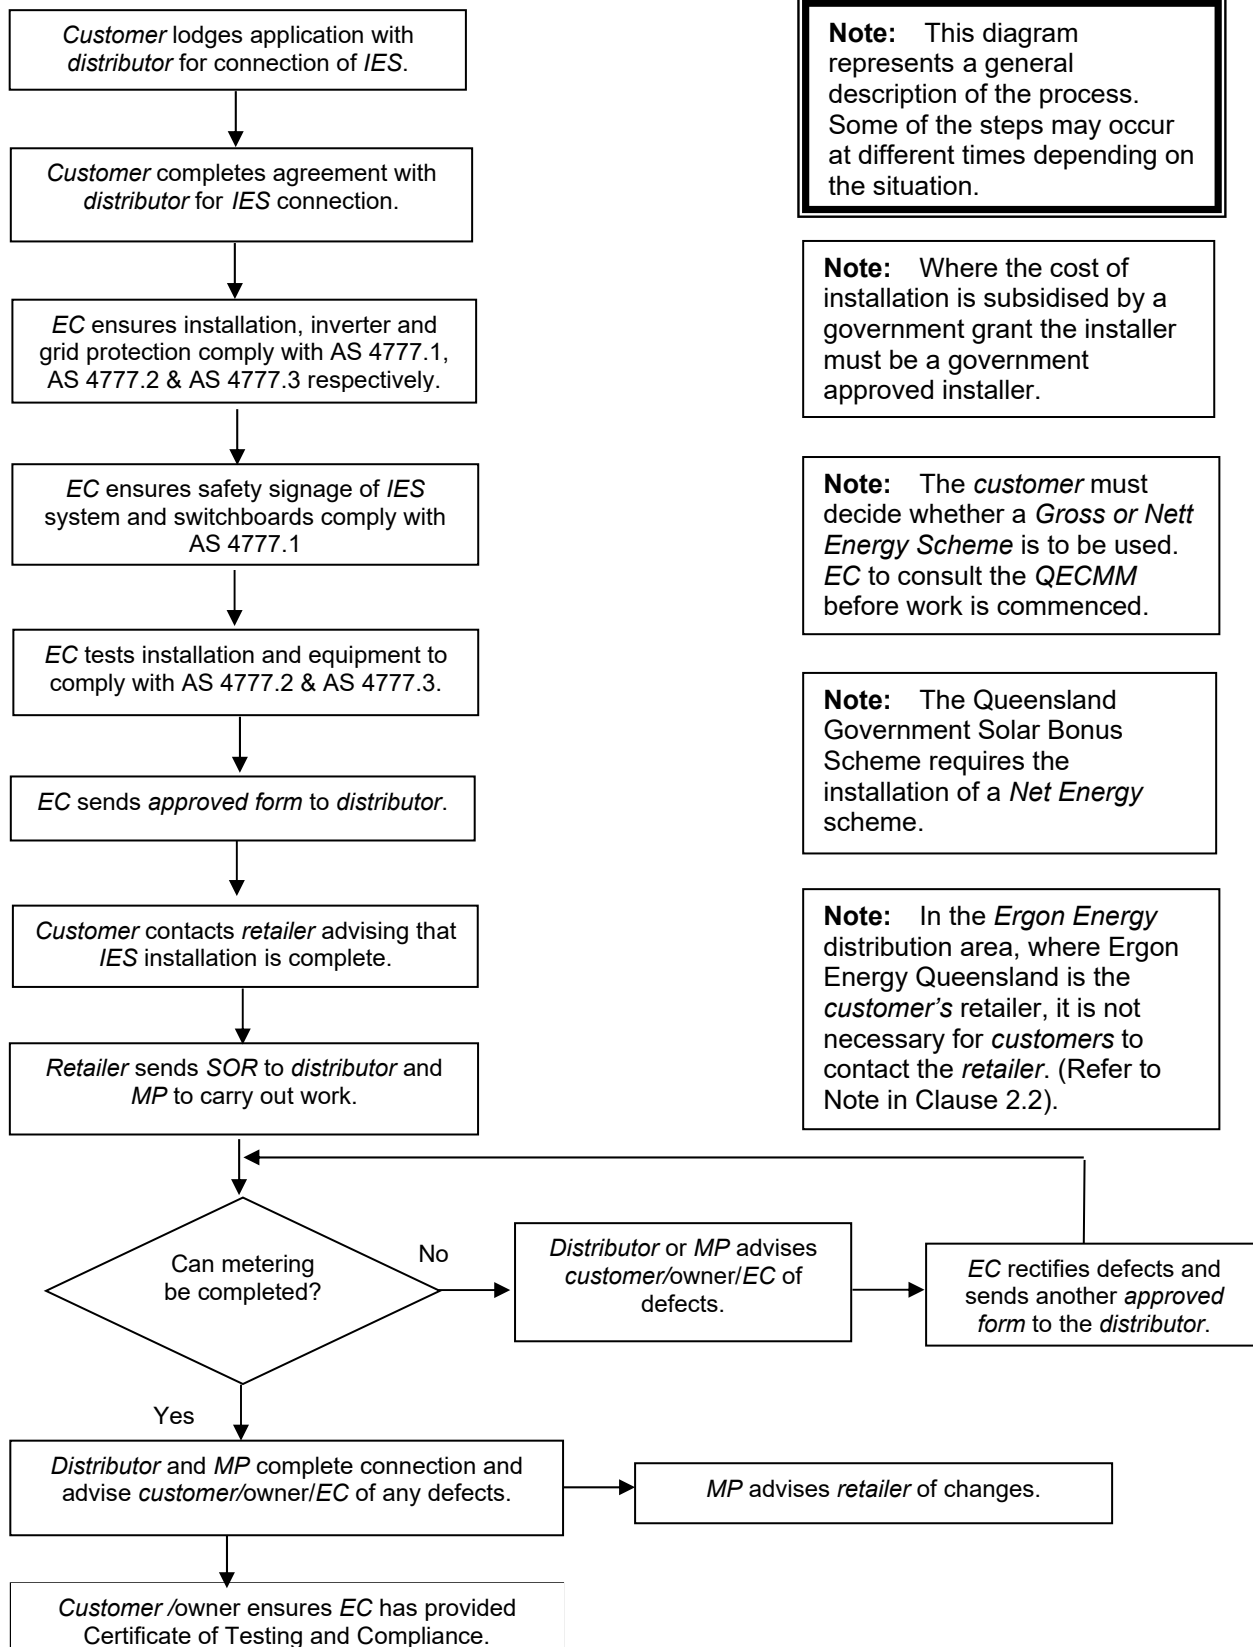 Customer lodges application with
distributor for connection of IES.
Customer completes agreement with
distributor for IES connection.
EC ensures installation, inverter and
grid protection comply with AS 4777.1,
AS 4777.2 & AS 4777.3 respectively.
EC ensures safety signage of IES
system and switchboards comply with
AS 4777.1
EC tests installation and equipment to
comply with AS 4777.2 & AS 4777.3.
EC sends approved form to distributor.
Customer contacts retailer advising that
IES installation is complete.
Retailer sends SOR to distributor and
MP to carry out work.
Can metering
be completed?
No
Distributor or MP advises
customer/owner/EC of
defects.
EC rectifies defects and
sends another approved
form to the distributor.
Yes
Distributor and MP complete connection and
advise customer/owner/EC of any defects.
MP advises retailer of changes.
Customer /owner ensures EC has provided
Certificate of Testing and Compliance.
Note: This diagram
represents a general
description of the process.
Some of the steps may occur
at different times depending on
the situation.
Note: Where the cost of
installation is subsidised by a
government grant the installer
must be a government
approved installer.
Note: The customer must
decide whether a Gross or Nett
Energy Scheme is to be used.
EC to consult the QECMM
before work is commenced.
Note: The Queensland
Government Solar Bonus
Scheme requires the
installation of a Net Energy
scheme.
Note: In the Ergon Energy
distribution area, where Ergon
Energy Queensland is the
customer's retailer, it is not
necessary for customers to
contact the retailer. (Refer to
Note in Clause 2.2).